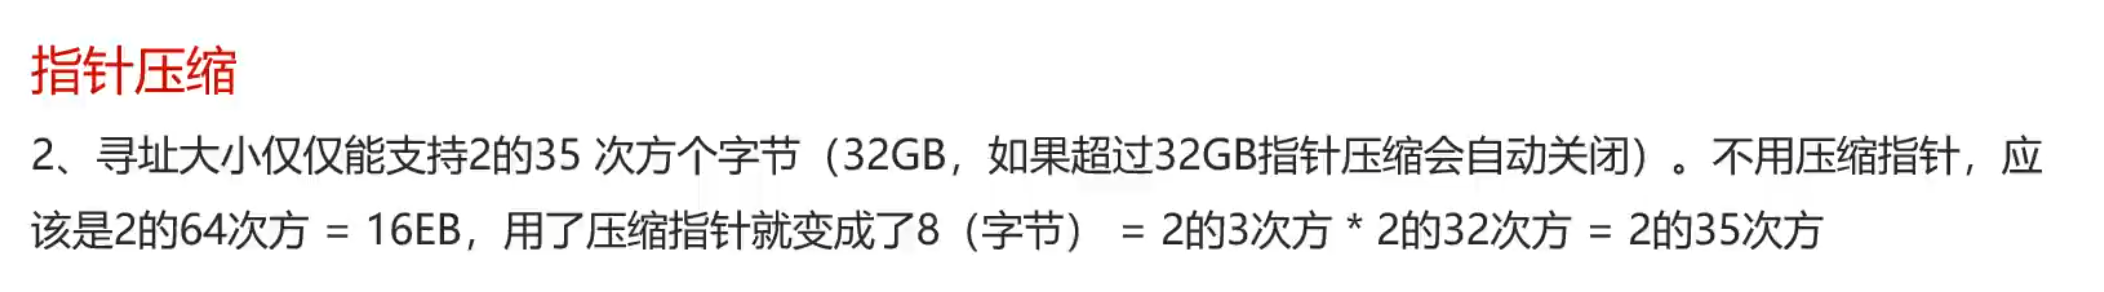 指针压缩
2、寻址大小仅仅能支持2的35 次方个字节（32GB，如果超过32GB指针压缩会自动关闭）。不用压缩指针，应
该是2的64次方 = 16EB，用了压缩指针就变成了8（字节） = 2的3次方 * 2的32次方 = 2的35次方